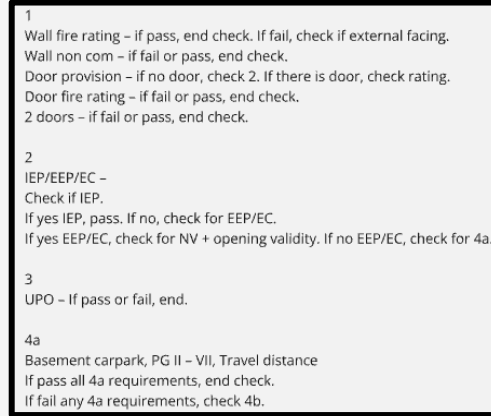 1
Wall fire rating – if pass, end check. If fail, check if external facing.
Wall non com – if fail or pass, end check.
Door provision – if no door, check 2. If there is door, check rating.
Door fire rating – if fail or pass, end check.
2 doors – if fail or pass, end check.
2
IEP/EEP/EC –
Check if IEP.
If yes IEP, pass. If no, check for EEP/EC.
If yes EEP/EC, check for NV + opening validity. If no EEP/EC, check for 4a.
3
UPO – If pass or fail, end.
4a
Basement carpark, PG II – VII, Travel distance
If pass all 4a requirements, end check.
If fail any 4a requirements, check 4b.